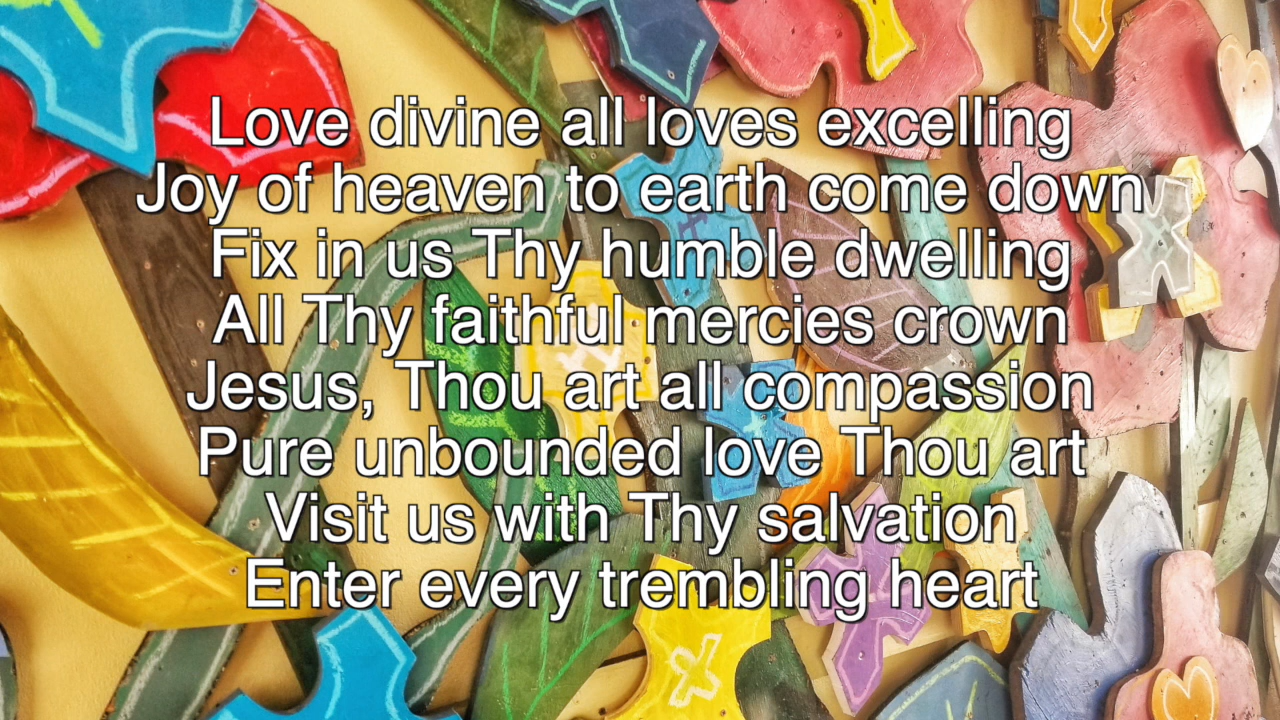 Love divine all loves excelling
Joy of heaven to earth come down
Fix in us Thy humble dwelling
All Thy faithful mercies crown
Jesus, Thou art all compassion
Pure unbounded love Thou art
Visit us with Thy salvation
Enter every trembling heart